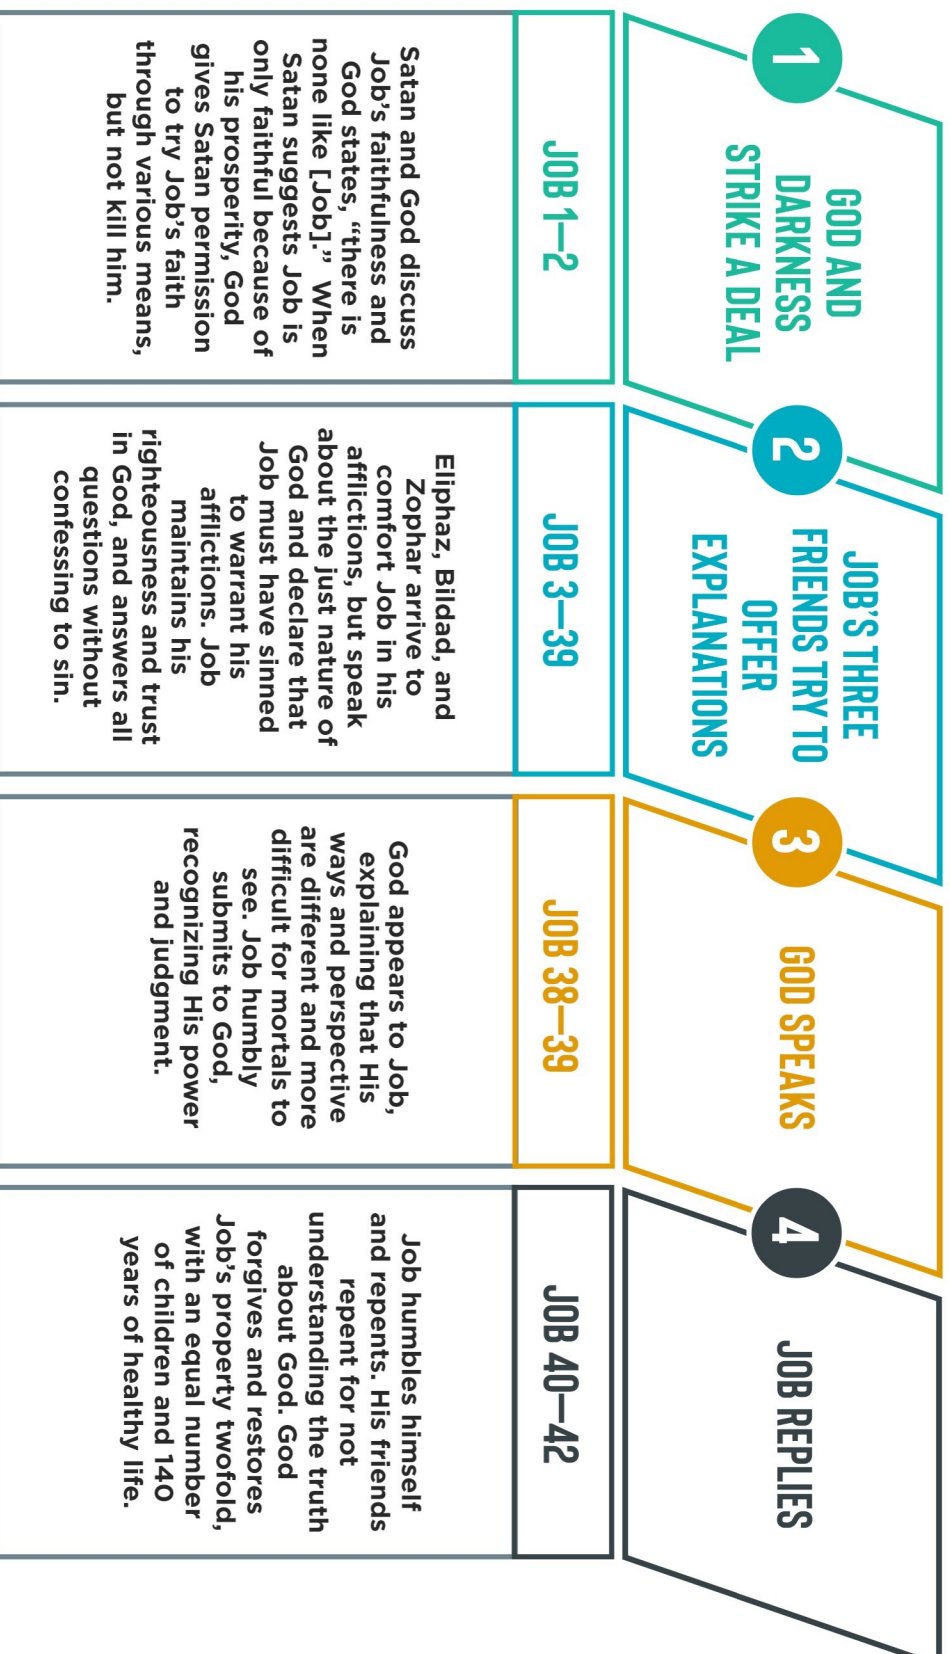 1
GOD AND
DARKNESS
STRIKE A DEAL
JOB 1—2
Satan and God discuss
Job's faithfulness and
God states, “there is
none like [Job].” When
Satan suggests Job is
only faithful because of
his prosperity, God
gives Satan permission
to try Job's faith
through various means,
but not kill him.
2
JOB'S THREE
FRIENDS TRY TO
OFFER
EXPLANATIONS
JOB 3—39
Eliphaz, Bildad, and
Zophar arrive to
comfort Job in his
afflictions, but speak
about the just nature of
God and declare that
Job must have sinned
to warrant his
afflictions. Job
maintains his
righteousness and trust
in God, and answers all
questions without
confessing to sin.
3
GOD SPEAKS
JOB 38—39
God appears to Job,
explaining that His
ways and perspective
are different and more
difficult for mortals to
see. Job humbly
submits to God,
recognizing His power
and judgment.
4
JOB REPLIES
JOB 40—42
Job humbles himself
and repents. His friends
repent for not
understanding the truth
about God. God
forgives and restores
Job's property twofold,
with an equal number
of children and 140
years of healthy life.